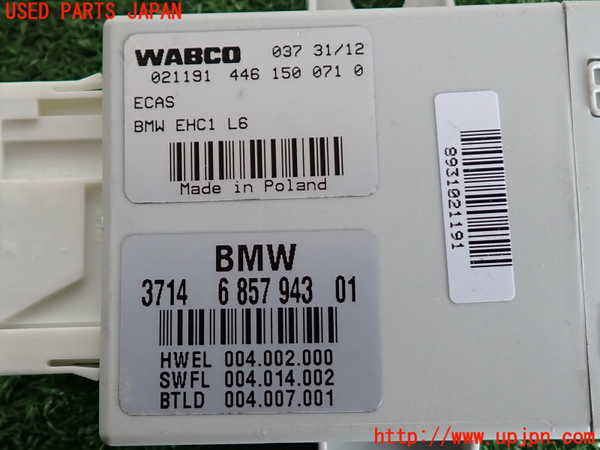 USED PARTS JAPAN
WABCO 037 31/12
021191 446 150 071 0
ECAS
BMW EHC1 L6
Made in Poland
8931021191
BMW
3714 6 857 943 01
HWEL 004.002.000
SWFL 004.014.002
BTLD 004.007.001
http://www.upjpn.com